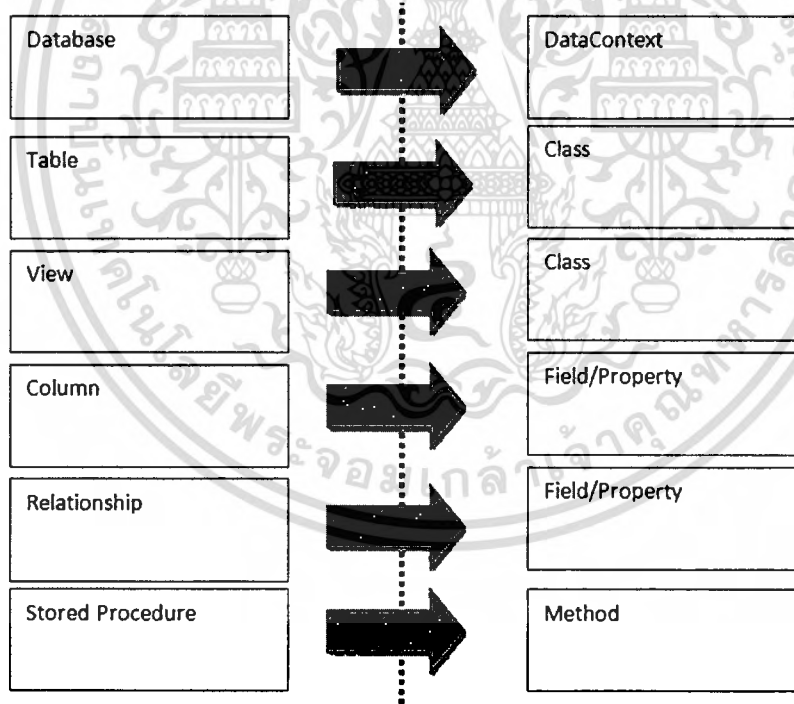 Database
DataContext
Table
Class
View
Class
Column
Field/Property
Relationship
Field/Property
Stored Procedure
Method